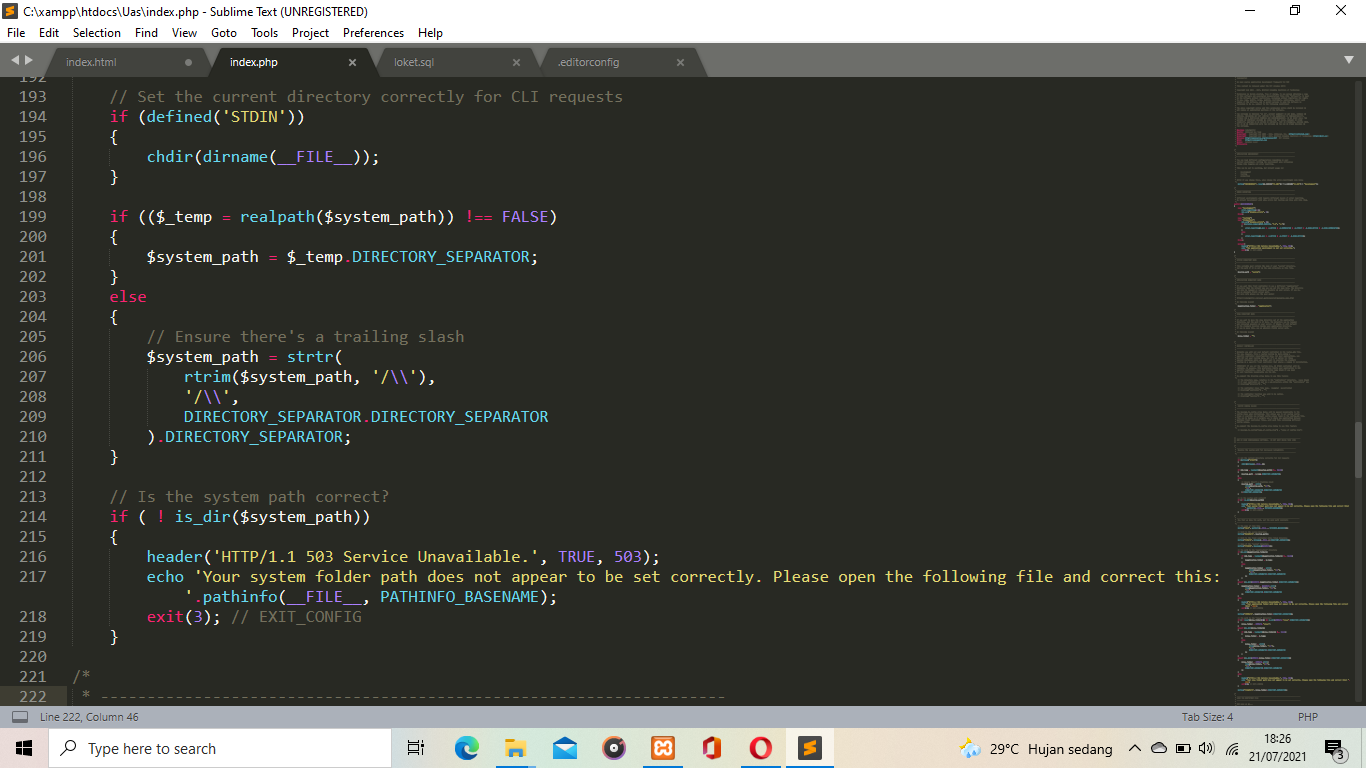 C:\xampp\htdocs\Uas\index.php - Sublime Text (UNREGISTERED)
File Edit Selection Find View Goto Tools Project Preferences Help
index.html index.php loket.sql .editorconfig
192
193 // Set the current directory correctly for CLI requests
194 if (defined('STDIN'))
195 {
196 chdir(dirname(__FILE__));
197 }
198
199 if (($_temp = realpath($system_path)) !== FALSE)
200 {
201 $system_path = $_temp.DIRECTORY_SEPARATOR;
202 }
203 else
204 {
205 // Ensure there's a trailing slash
206 $system_path = strtr(
207 rtrim($system_path, '/\\'),
208 '/\\',
209 DIRECTORY_SEPARATOR.DIRECTORY_SEPARATOR
210 ).DIRECTORY_SEPARATOR;
211 }
212
213 // Is the system path correct?
214 if ( ! is_dir($system_path))
215 {
216 header('HTTP/1.1 503 Service Unavailable.', TRUE, 503);
217 echo 'Your system folder path does not appear to be set correctly. Please open the following file and correct this:
'.pathinfo(__FILE__, PATHINFO_BASENAME);
218 exit(3); // EXIT_CONFIG
219 }
220
221 /*
222 * -------------------------------------------------------------------
Line 222, Column 46 Tab Size: 4 PHP
Type here to search 29°C Hujan sedang 18:26
21/07/2021 3